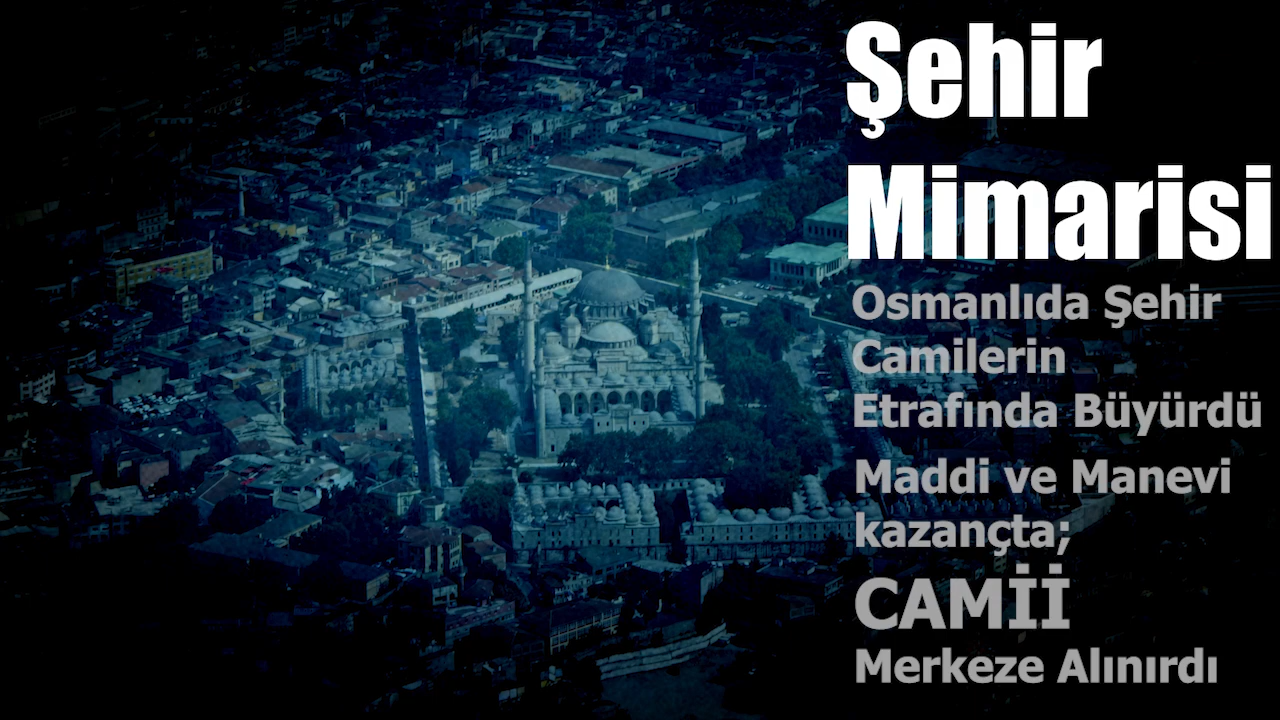 Şehir
Mimarisi
Osmanlıda Şehir
Camilerin
Etrafında Büyürdü
Maddi ve Manevi
kazançta;
CAMİİ
Merkeze Alınırdı